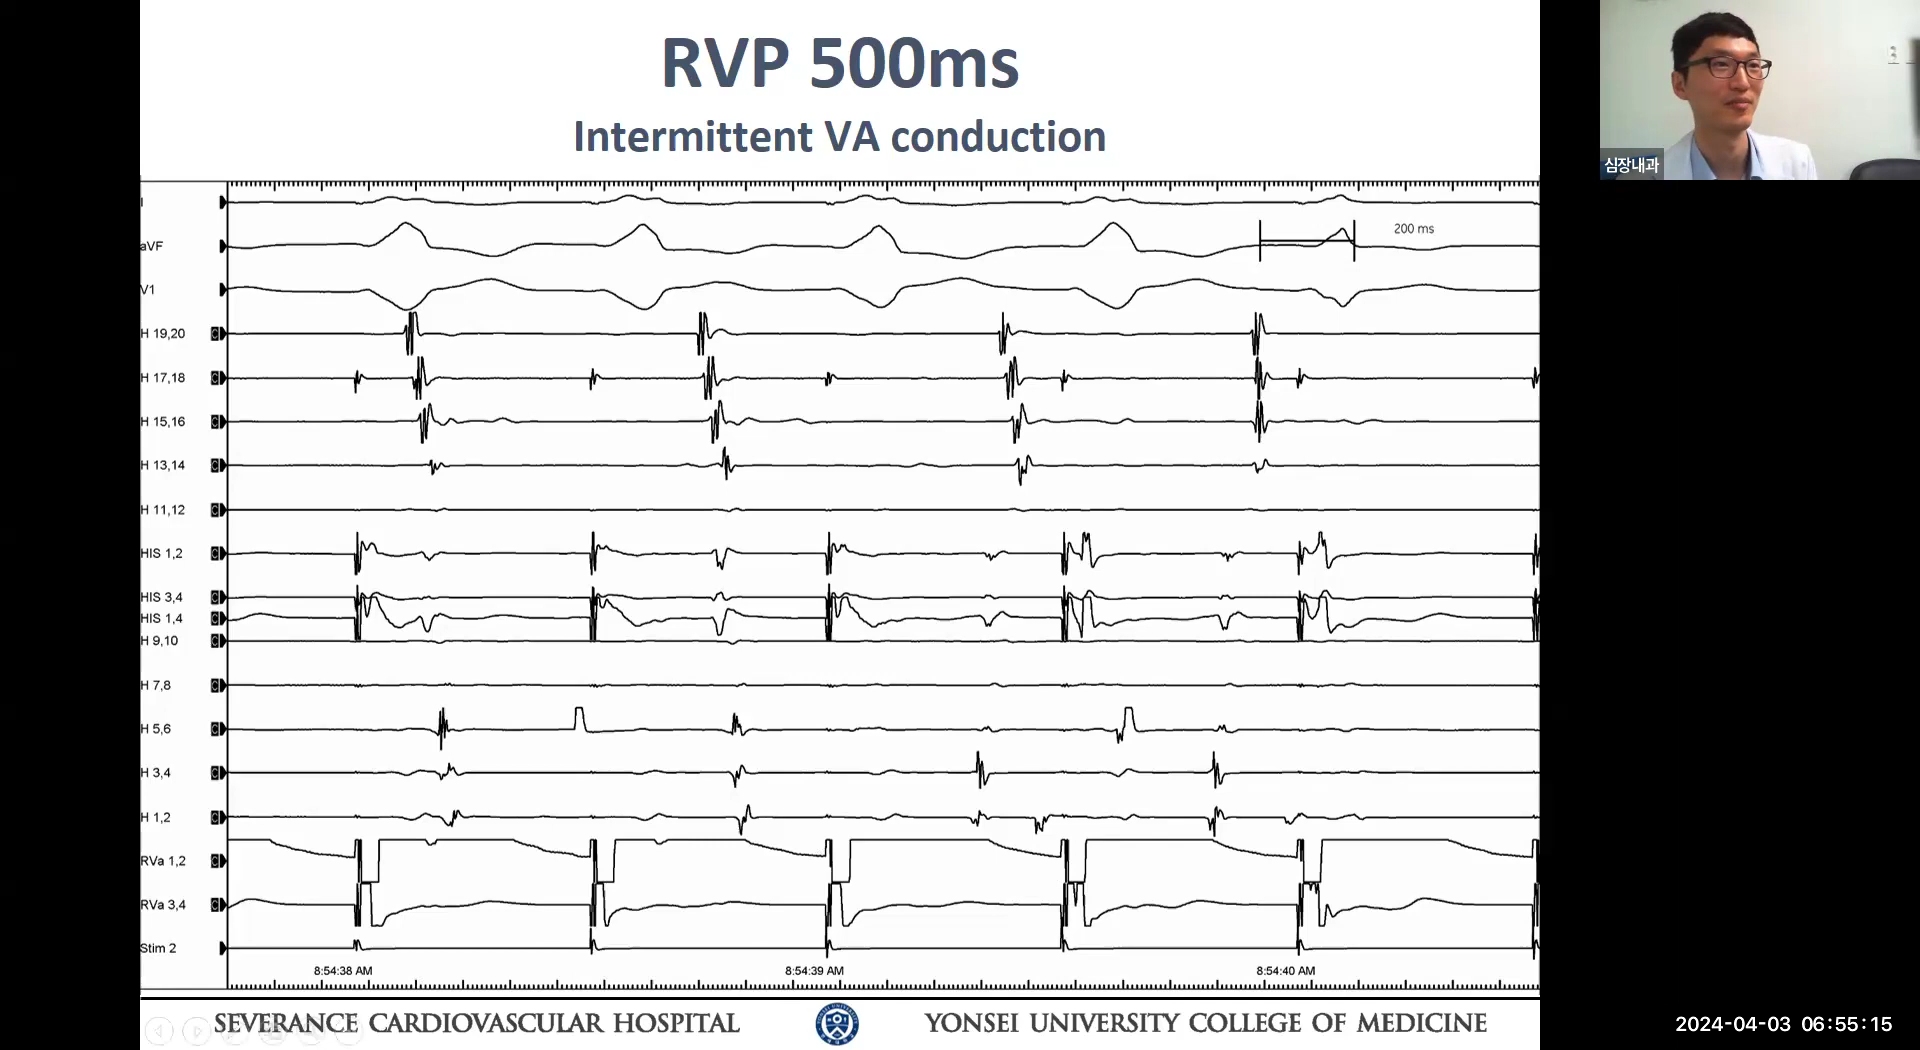 RVP 500ms
Intermittent VA conduction
심장내과
I
aVF
200 ms
V1
H 19,20
H 17,18
H 15,16
H 13,14
H 11,12
HIS 1,2
HIS 3,4
HIS 1,4
H 9,10
H 7,8
H 5,6
H 3,4
H 1,2
RVa 1,2
RVa 3,4
Stim 2
8:54:38 AM 8:54:39 AM 8:54:40 AM
SEVERANCE CARDIOVASCULAR HOSPITAL YONSEI UNIVERSITY COLLEGE OF MEDICINE
2024-04-03 06:55:15